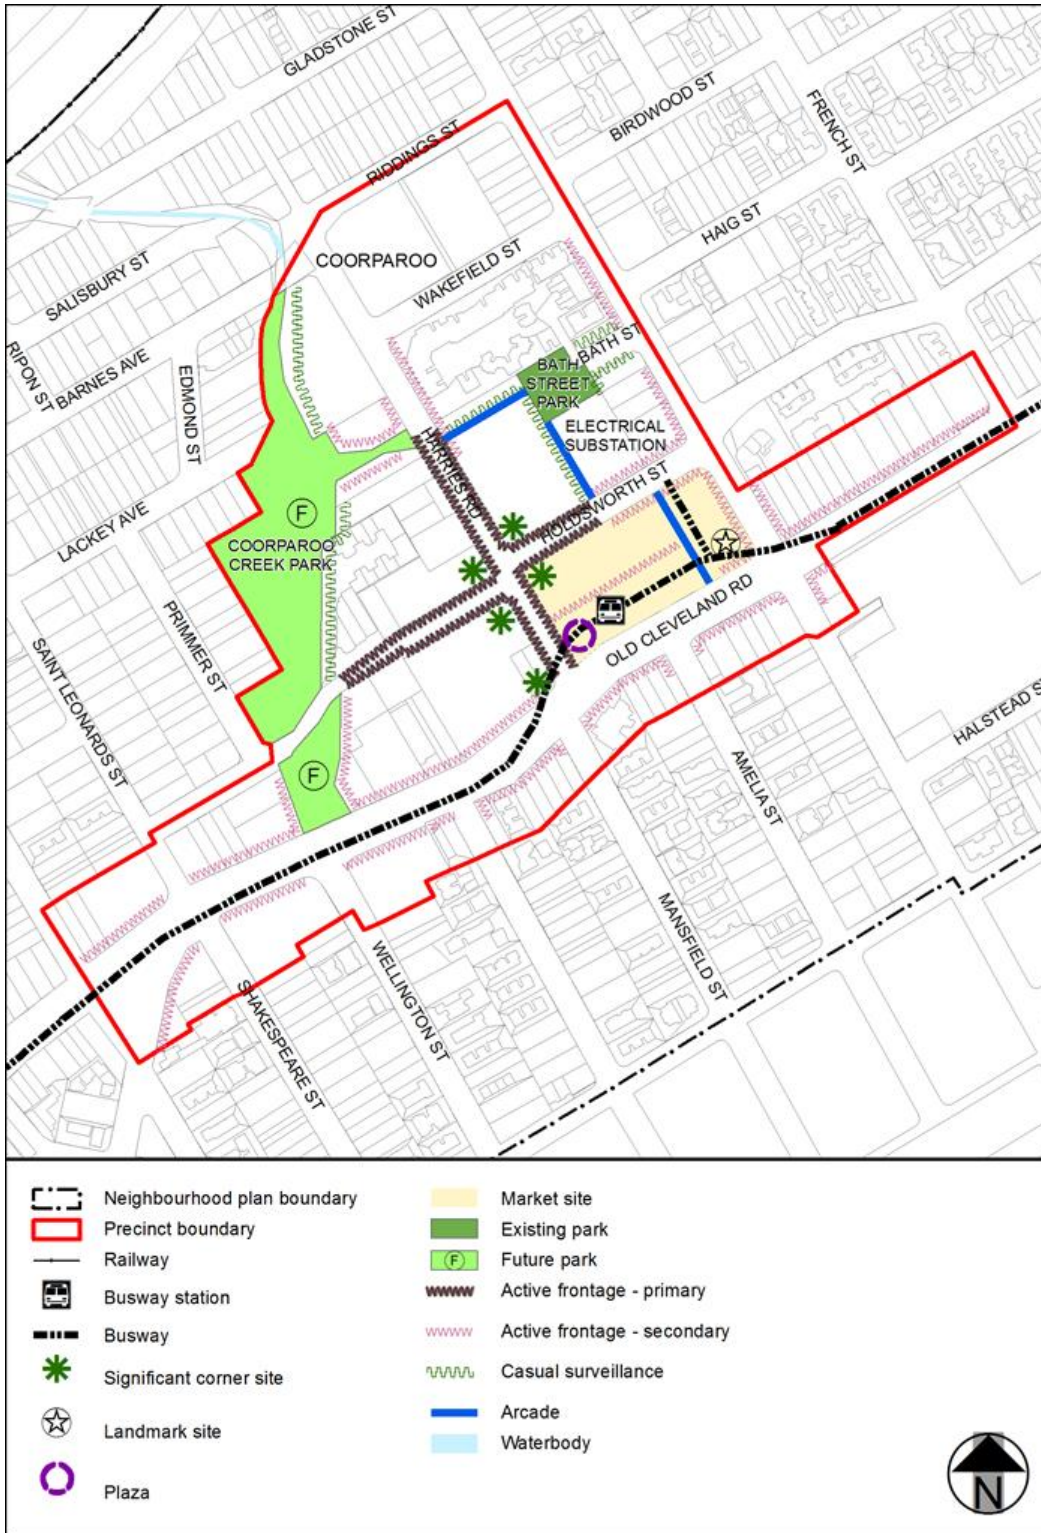 GLADSTONE ST
BIRDWOOD ST
FRENCH ST
RIDDINGS ST
HAIG ST
COORPAROO
WAKEFIELD ST
SALISBURY ST
RIPON ST
BARNES AVE
EDMOND ST
BATH ST
BATH
STREET
PARK
ELECTRICAL
SUBSTATION
HARRIES RD
HOLDSWORTH ST
F
COORPAROO
CREEK PARK
LACKEY AVE
PRIMMER ST
OLD CLEVELAND RD
SAINT LEONARDS ST
HALSTEAD S
F
AMELIA ST
MANSFIELD ST
WELLINGTON ST
SHAKESPEARE ST
Neighbourhood plan boundary
Precinct boundary
Railway
Busway station
Busway
Significant corner site
Landmark site
Plaza
Market site
Existing park
F
Future park
Active frontage - primary
Active frontage - secondary
Casual surveillance
Arcade
Waterbody
N